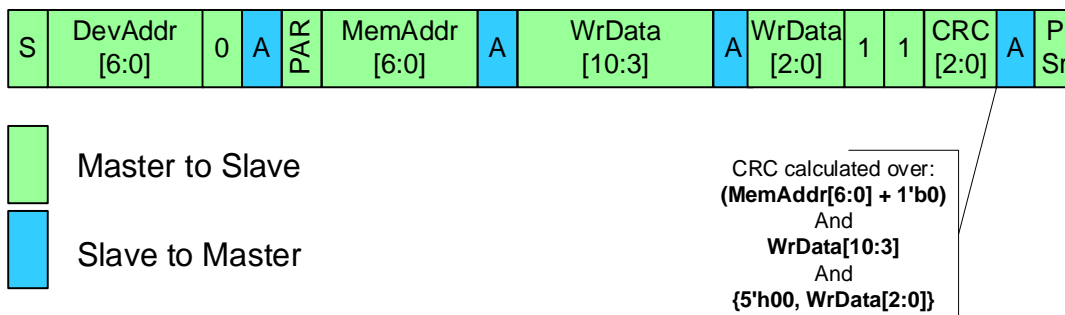 S DevAddr [6:0] 0 A PAR MemAddr [6:0] A WrData [10:3] A WrData [2:0] 1 1 CRC [2:0] A P Sr
Master to Slave
Slave to Master
CRC calculated over:
(MemAddr[6:0] + 1'b0)
And
WrData[10:3]
And
{5'h00, WrData[2:0]}